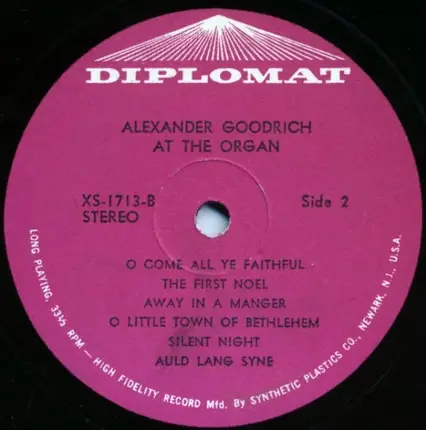 DIPLOMAT
ALEXANDER GOODRICH
AT THE ORGAN
XS-1713-B Side 2
STEREO
O COME ALL YE FAITHFUL
THE FIRST NOEL
AWAY IN A MANGER
O LITTLE TOWN OF BETHLEHEM
SILENT NIGHT
AULD LANG SYNE
LONG PLAYING, 33⅓ RPM — HIGH FIDELITY RECORD Mfd. By SYNTHETIC PLASTICS CO., NEWARK, N.J., U.S.A.